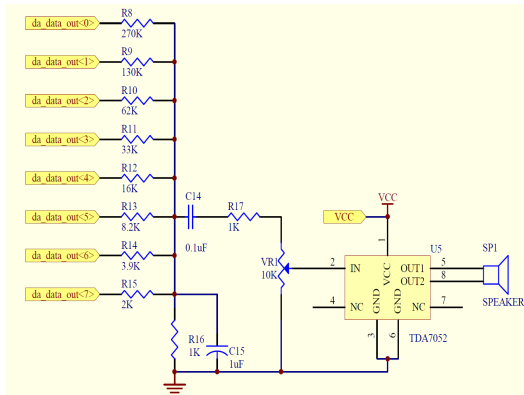 da_data_out<0>
R8
270K
da_data_out<1>
R9
130K
da_data_out<2>
R10
62K
da_data_out<3>
R11
33K
da_data_out<4>
R12
16K
da_data_out<5>
R13
8.2K
da_data_out<6>
R14
3.9K
da_data_out<7>
R15
2K
R16
1K
C15
1uF
C14
0.1uF
R17
1K
VR1
10K
VCC
VCC
1
U5
2
IN
VCC
OUT1
5
OUT2
8
4
NC
GND
GND
NC
7
3
6
TDA7052
SP1
SPEAKER